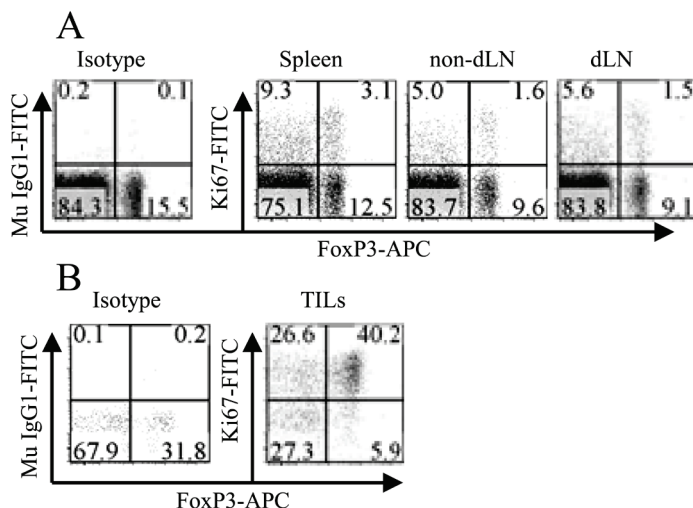 A
Isotype Spleen non-dLN dLN
Mu IgG1-FITC
0.2 0.1
84.3 15.5
Ki67-FITC
9.3 3.1
75.1 12.5
5.0 1.6
83.7 9.6
5.6 1.5
83.8 9.1
FoxP3-APC
B
Isotype TILs
Mu IgG1-FITC
0.1 0.2
67.9 31.8
Ki67-FITC
26.6 40.2
27.3 5.9
FoxP3-APC